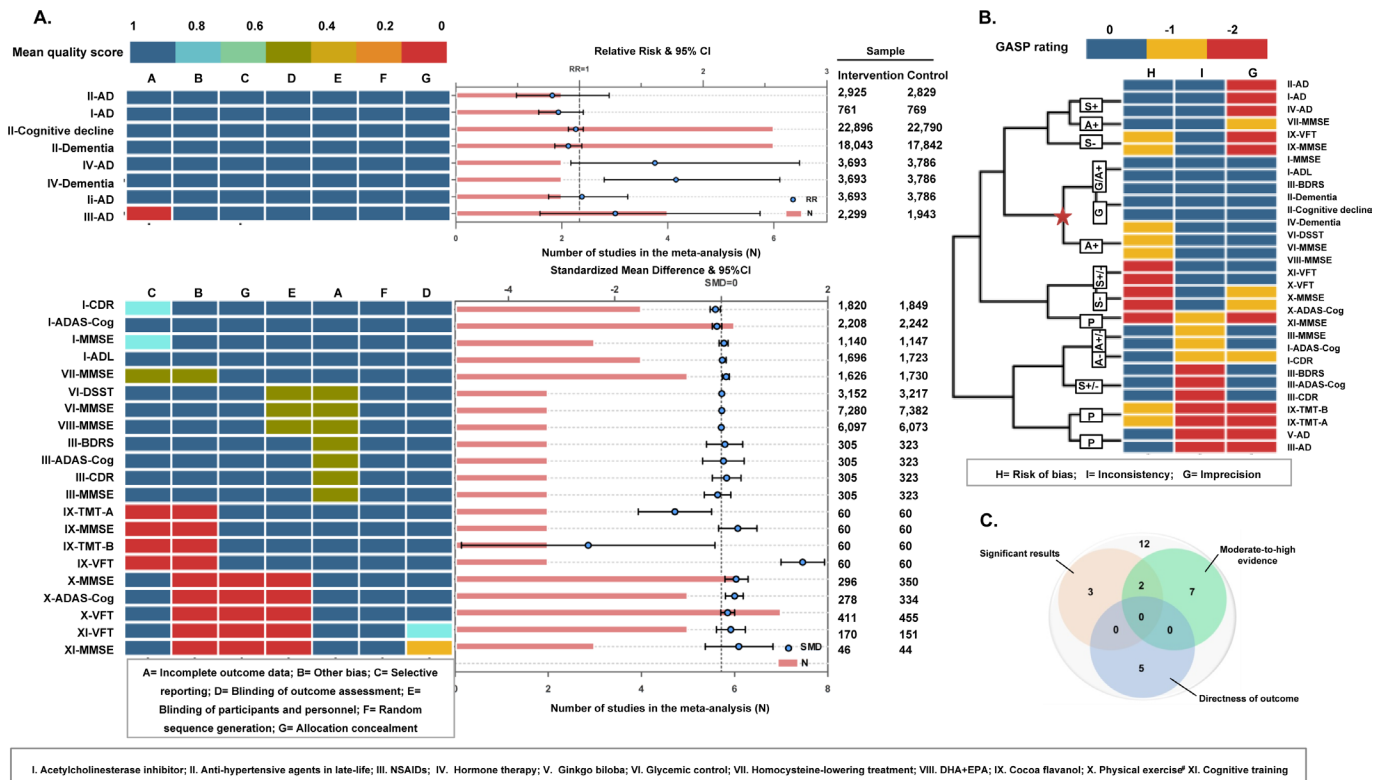 A.
1 0.8 0.6 0.4 0.2 0
Mean quality score
A B C D E F G
Relative Risk & 95% CI
RR=1
1 2 3
Sample
Intervention Control
II-AD 2,925 2,829
I-AD 761 769
II-Cognitive decline 22,896 22,790
II-Dementia 18,043 17,842
IV-AD 3,693 3,786
IV-Dementia 3,693 3,786
Ii-AD 3,693 3,786
III-AD 2,299 1,943
RR
N
0 2 4 6
Number of studies in the meta-analysis (N)
Standardized Mean Difference & 95%CI
SMD=0
-4 -2 0 2
C B G E A F D
I-CDR 1,820 1,849
I-ADAS-Cog 2,208 2,242
I-MMSE 1,140 1,147
I-ADL 1,696 1,723
VII-MMSE 1,626 1,730
VI-DSST 3,152 3,217
VI-MMSE 7,280 7,382
VIII-MMSE 6,097 6,073
III-BDRS 305 323
III-ADAS-Cog 305 323
III-CDR 305 323
III-MMSE 305 323
IX-TMT-A 60 60
IX-MMSE 60 60
IX-TMT-B 60 60
IX-VFT 60 60
X-MMSE 296 350
X-ADAS-Cog 278 334
X-VFT 411 455
XI-VFT 170 151
XI-MMSE 46 44
SMD
N
0 2 4 6 8
Number of studies in the meta-analysis (N)
A= Incomplete outcome data; B= Other bias; C= Selective
reporting; D= Blinding of outcome assessment; E=
Blinding of participants and personnel; F= Random
sequence generation; G= Allocation concealment
B.
0 -1 -2
GASP rating
H I G
II-AD
I-AD
IV-AD
VII-MMSE
IX-VFT
IX-MMSE
I-MMSE
I-ADL
III-BDRS
II-Dementia
II-Cognitive decline
IV-Dementia
VI-DSST
VI-MMSE
VIII-MMSE
XI-VFT
X-VFT
X-MMSE
X-ADAS-Cog
XI-MMSE
III-MMSE
I-ADAS-Cog
I-CDR
III-BDRS
III-ADAS-Cog
III-CDR
IX-TMT-B
IX-TMT-A
V-AD
III-AD
S+
A+
S-
G/A+
G
A+
S+/-
S-
P
A+/-
A-
S+/-
P
P
H= Risk of bias; I= Inconsistency; G= Imprecision
C.
12
Significant results
Moderate-to-high
evidence
3 2 7
0 0 0
5
Directness of outcome
I. Acetylcholinesterase inhibitor; II. Anti-hypertensive agents in late-life; III. NSAIDs; IV. Hormone therapy; V. Ginkgo biloba; VI. Glycemic control; VII. Homocysteine-lowering treatment; VIII. DHA+EPA; IX. Cocoa flavanol; X. Physical exercise# XI. Cognitive training